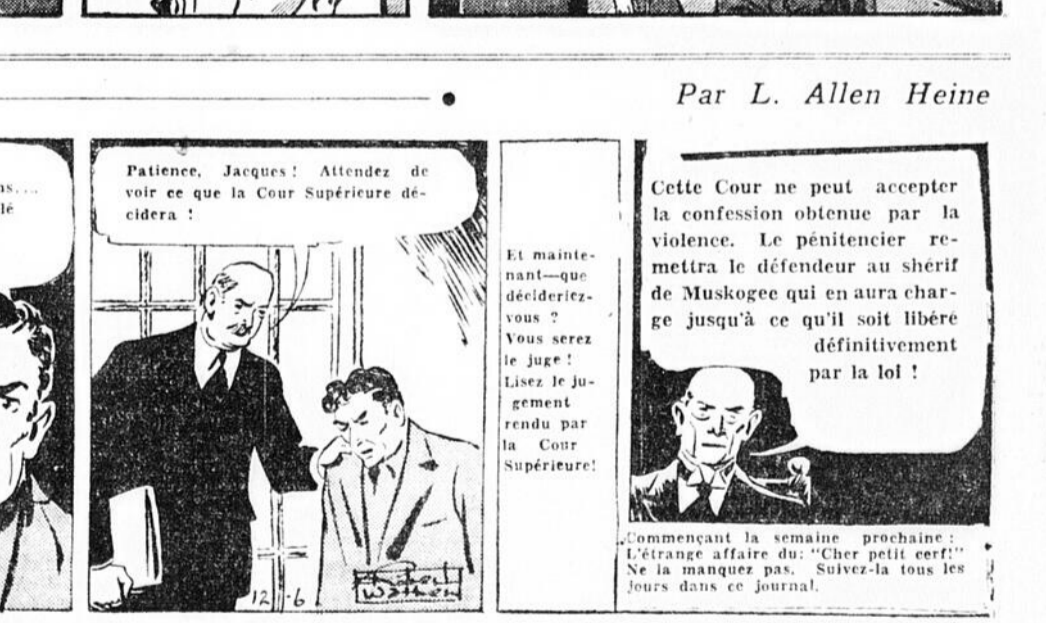 Par L. Allen Heine
ns....
lé
Patience, Jacques ! Attendez de
voir ce que la Cour Supérieure dé-
cidera !
12-6
Robert
Et mainte-
nant—que
décideriez-
vous ?
Vous serez
le juge !
Lisez le ju-
gement
rendu par
la Cour
Supérieure!
Cette Cour ne peut accepter
la confession obtenue par la
violence. Le pénitencier re-
mettra le défendeur au shérif
de Muskogee qui en aura char-
ge jusqu'à ce qu'il soit libéré
définitivement
par la loi !
Commençant la semaine prochaine :
L'étrange affaire du: "Cher petit cerf!"
Ne la manquez pas. Suivez-la tous les
jours dans ce journal.